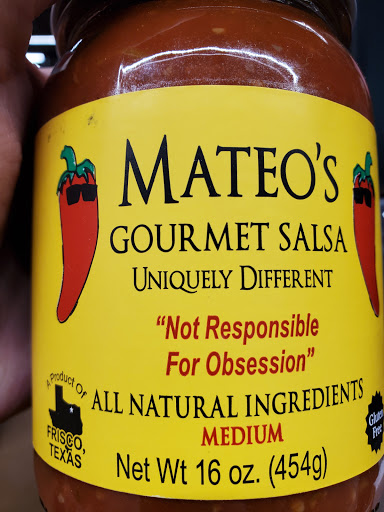 MATEO'S
GOURMET SALSA
UNIQUELY DIFFERENT
"Not Responsible
For Obsession"
A Product Of
FRISCO,
TEXAS
ALL NATURAL INGREDIENTS
MEDIUM
Net Wt 16 oz. (454g)
Gluten
Free